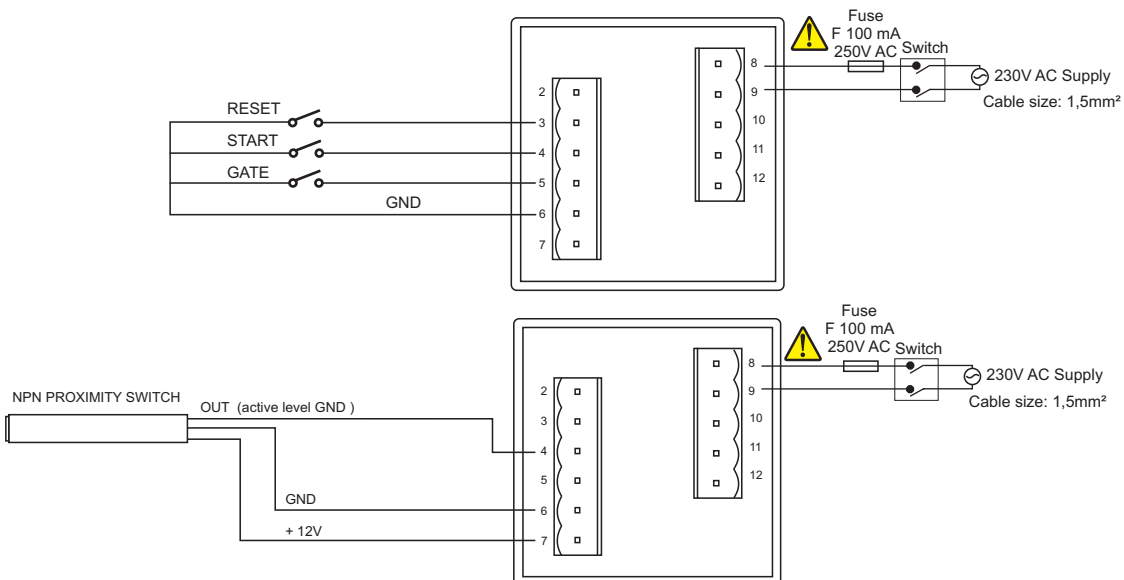 Fuse
F 100 mA
250V AC
Switch
230V AC Supply
Cable size: 1,5mm²
RESET
START
GATE
GND
2
3
4
5
6
7
8
9
10
11
12
Fuse
F 100 mA
250V AC
Switch
230V AC Supply
Cable size: 1,5mm²
NPN PROXIMITY SWITCH
OUT (active level GND )
GND
+ 12V
2
3
4
5
6
7
8
9
10
11
12